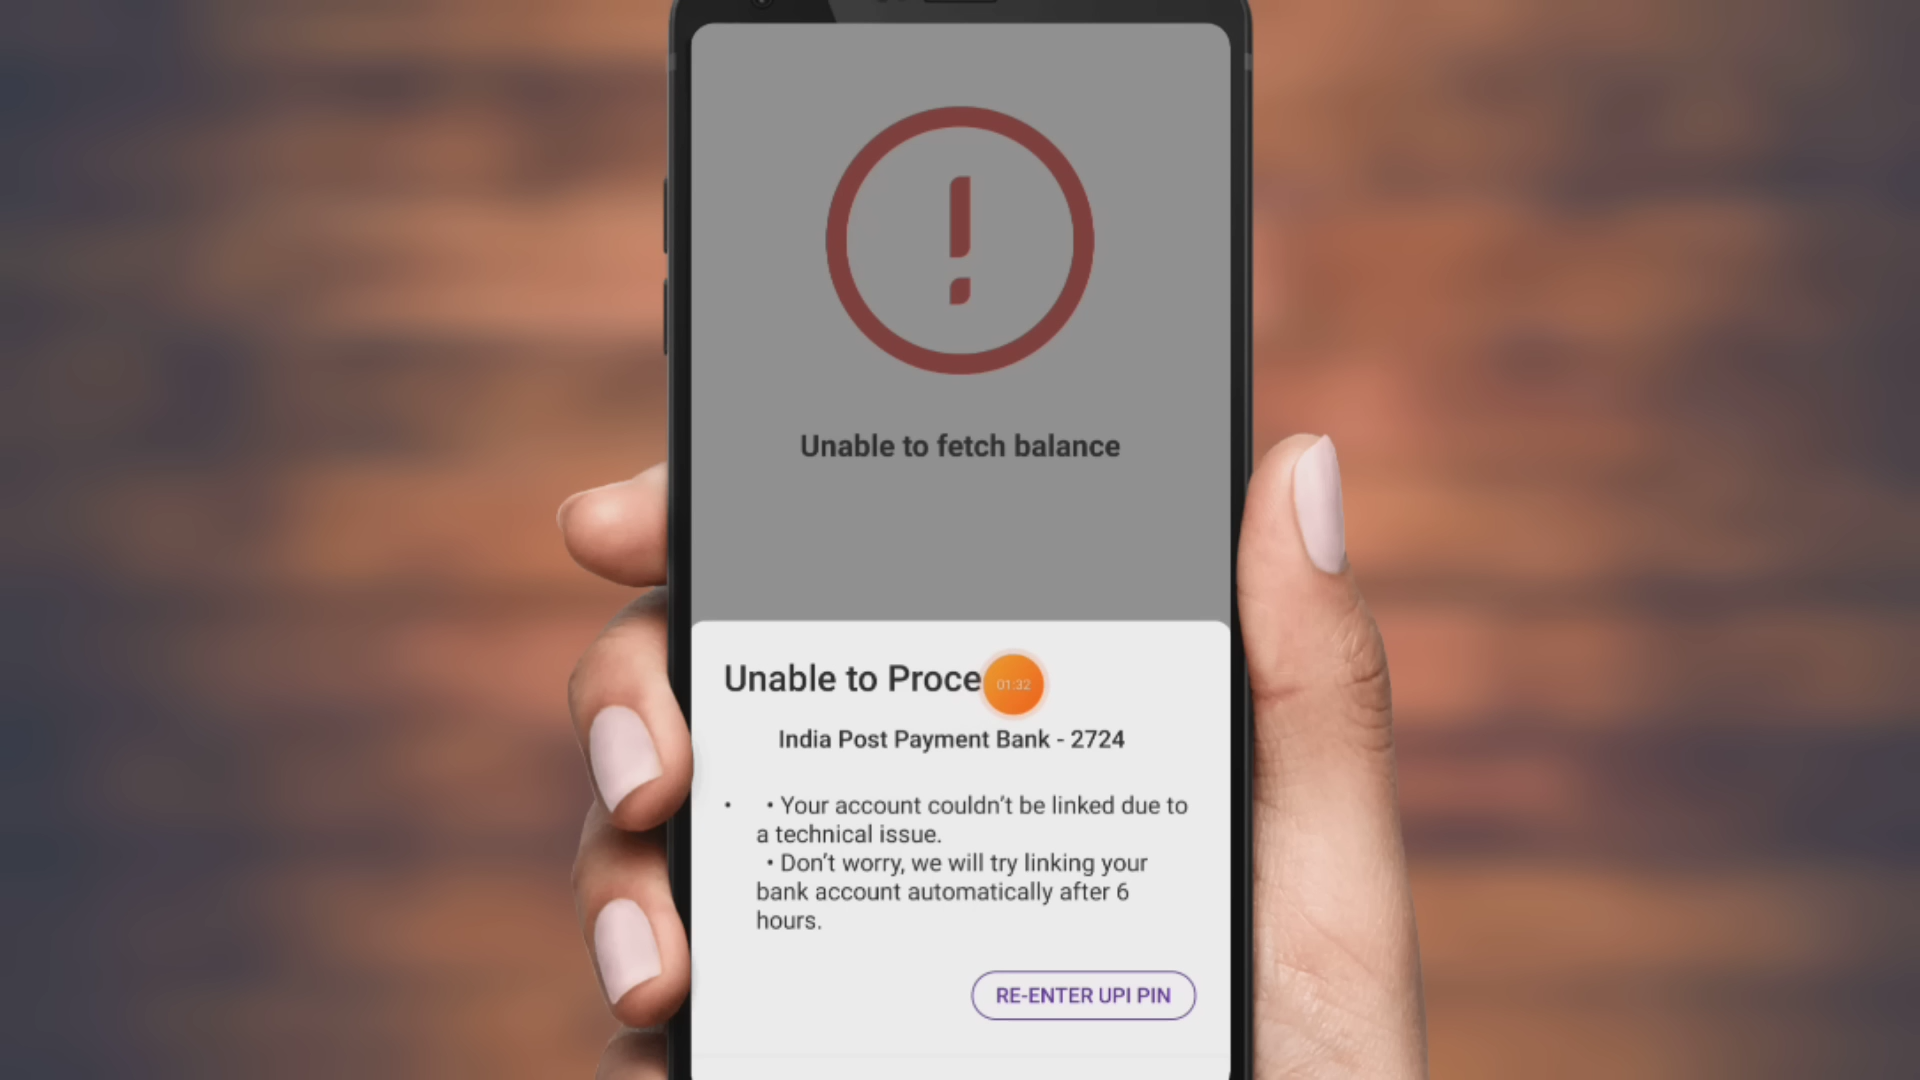 Unable to fetch balance
Unable to Proce
01:32
India Post Payment Bank - 2724
• • Your account couldn't be linked due to
a technical issue.
• Don't worry, we will try linking your
bank account automatically after 6
hours.
RE-ENTER UPI PIN